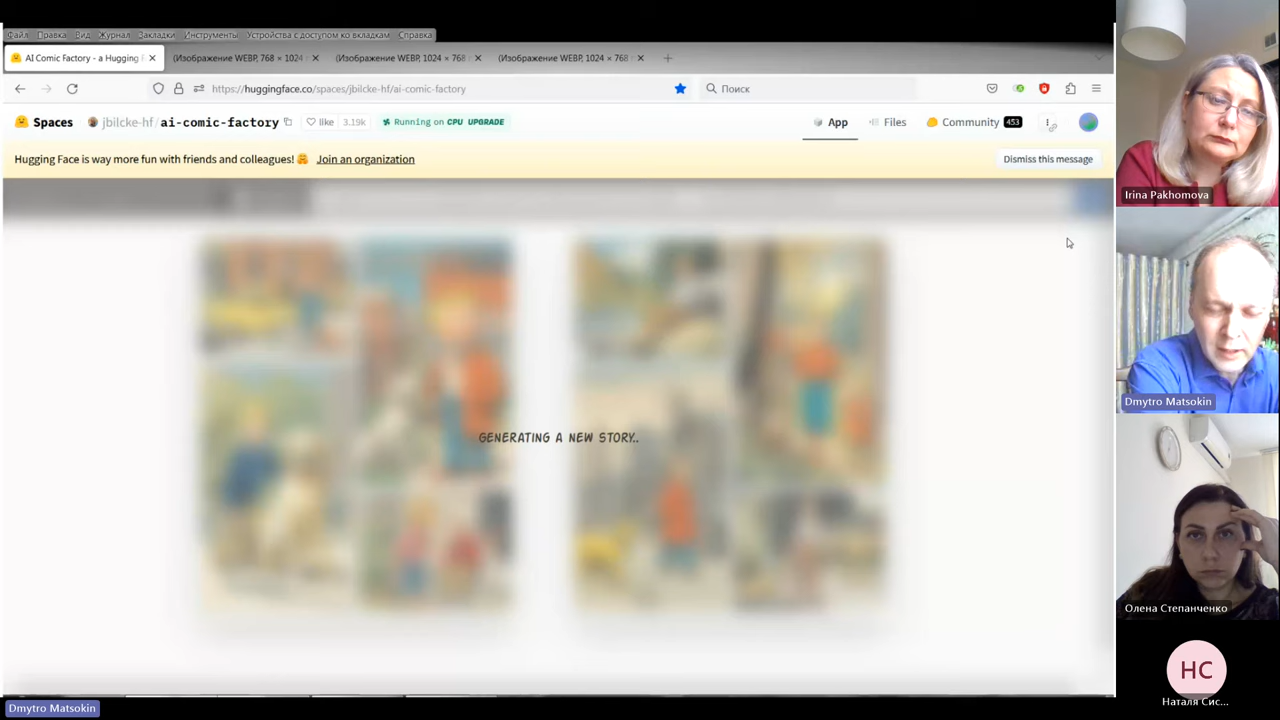 Файл Правка Вид Журнал Закладки Инструменты Устройства с доступом ко вкладкам Справка
AI Comic Factory - a Hugging F
(Изображение WEBP, 768 × 1024
(Изображение WEBP, 1024 × 768
(Изображение WEBP, 1024 × 768
https://huggingface.co/spaces/jbilcke-hf/ai-comic-factory
Поиск
Spaces
jbilcke-hf/ai-comic-factory
like 3.19k
Running on CPU UPGRADE
App
Files
Community 453
Hugging Face is way more fun with friends and colleagues! 🤗 Join an organization
Dismiss this message
GENERATING A NEW STORY..
Irina Pakhomova
Dmytro Matsokin
Олена Степанченко
НС
Наталя Сис...
Dmytro Matsokin